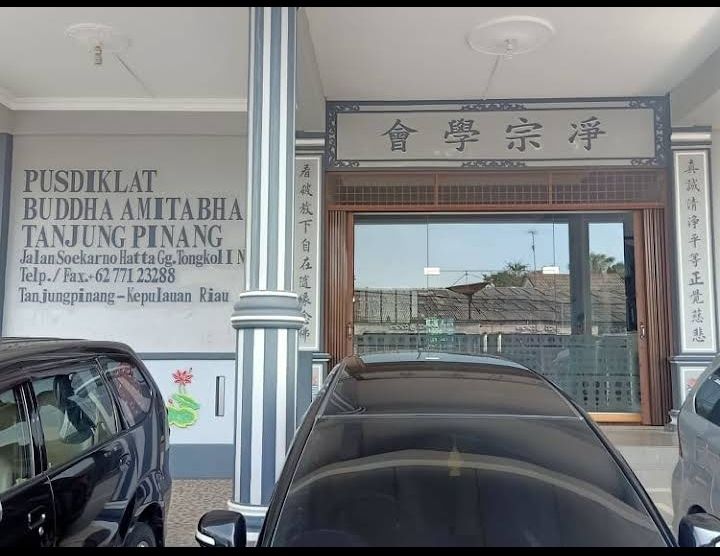 PUSDIKLAT
BUDDHA AMITABHA
TANJUNG PINANG
Jalan Soekarno Hatta Gg. Tongkol I N
Telp./Fax.+62 771 23288
Tanjungpinang - Kepulauan Riau
會學宗淨
看破放下自在隨緣念佛
真誠清淨平等正覺慈悲